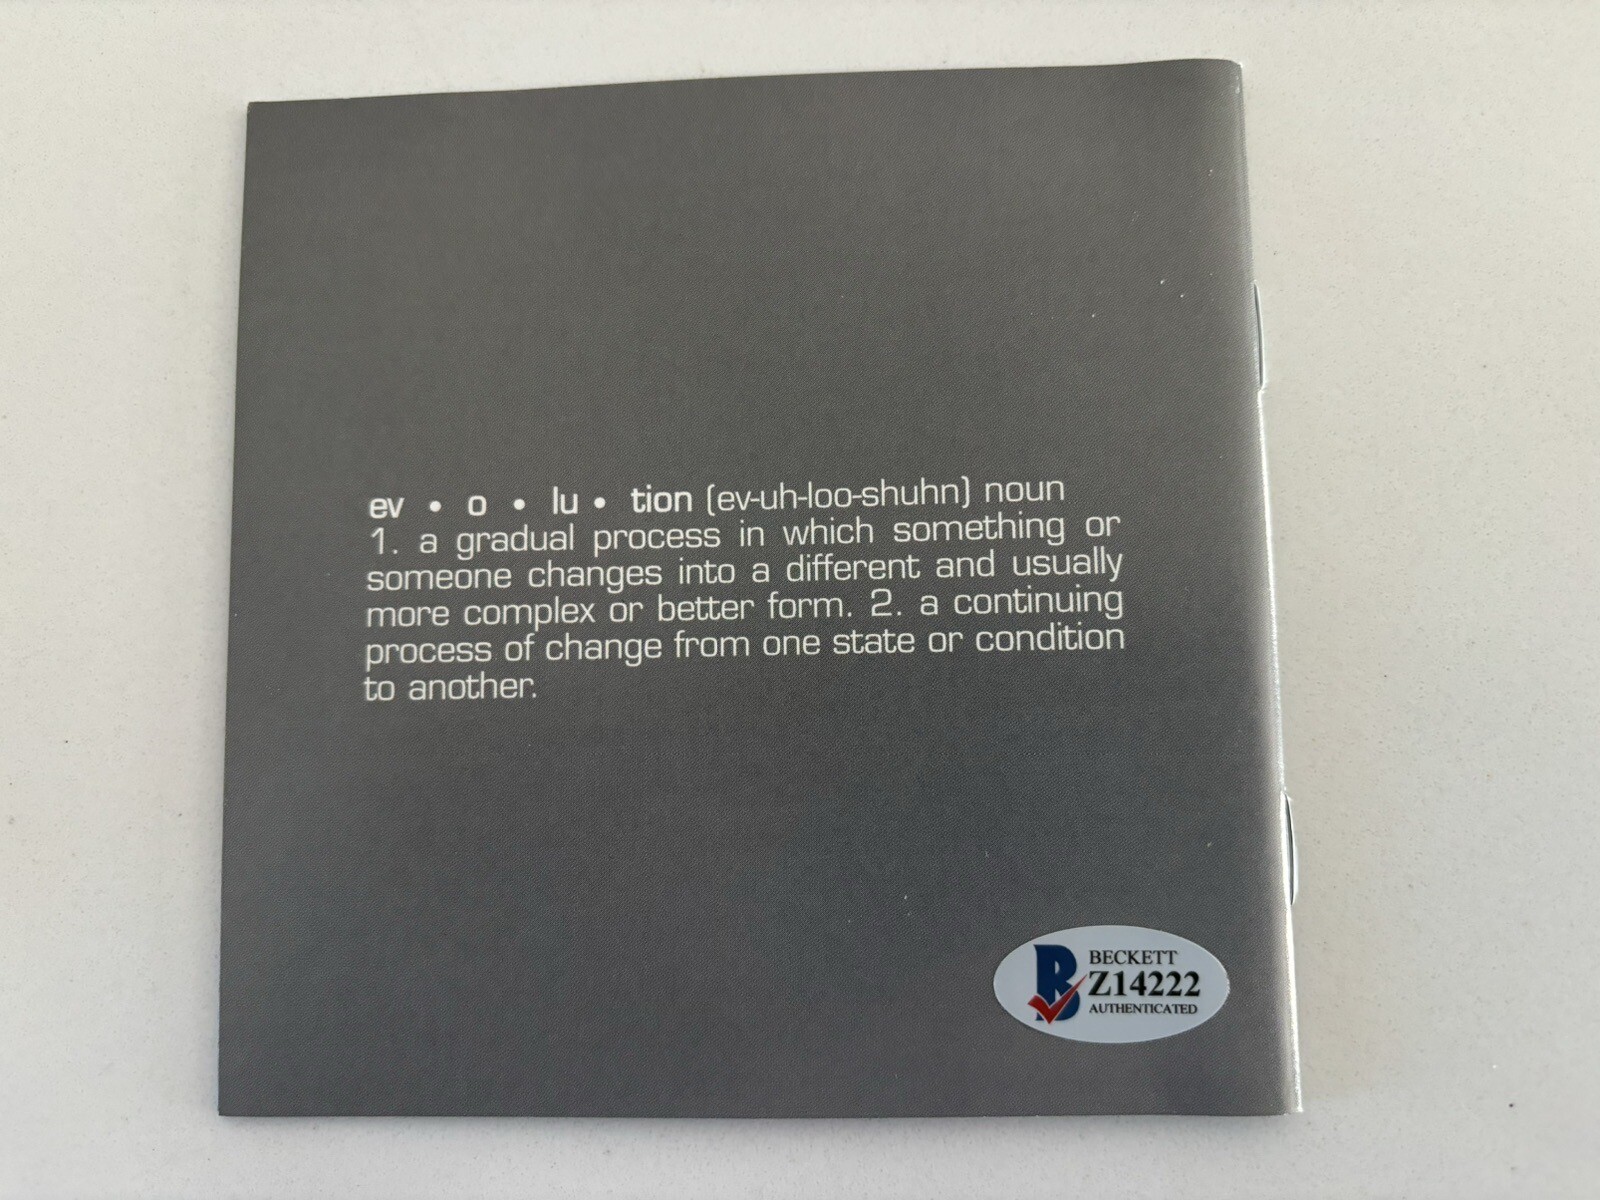 ev • o • lu • tion (ev-uh-loo-shuhn) noun
1. a gradual process in which something or
someone changes into a different and usually
more complex or better form. 2. a continuing
process of change from one state or condition
to another.
BECKETT
Z14222
AUTHENTICATED